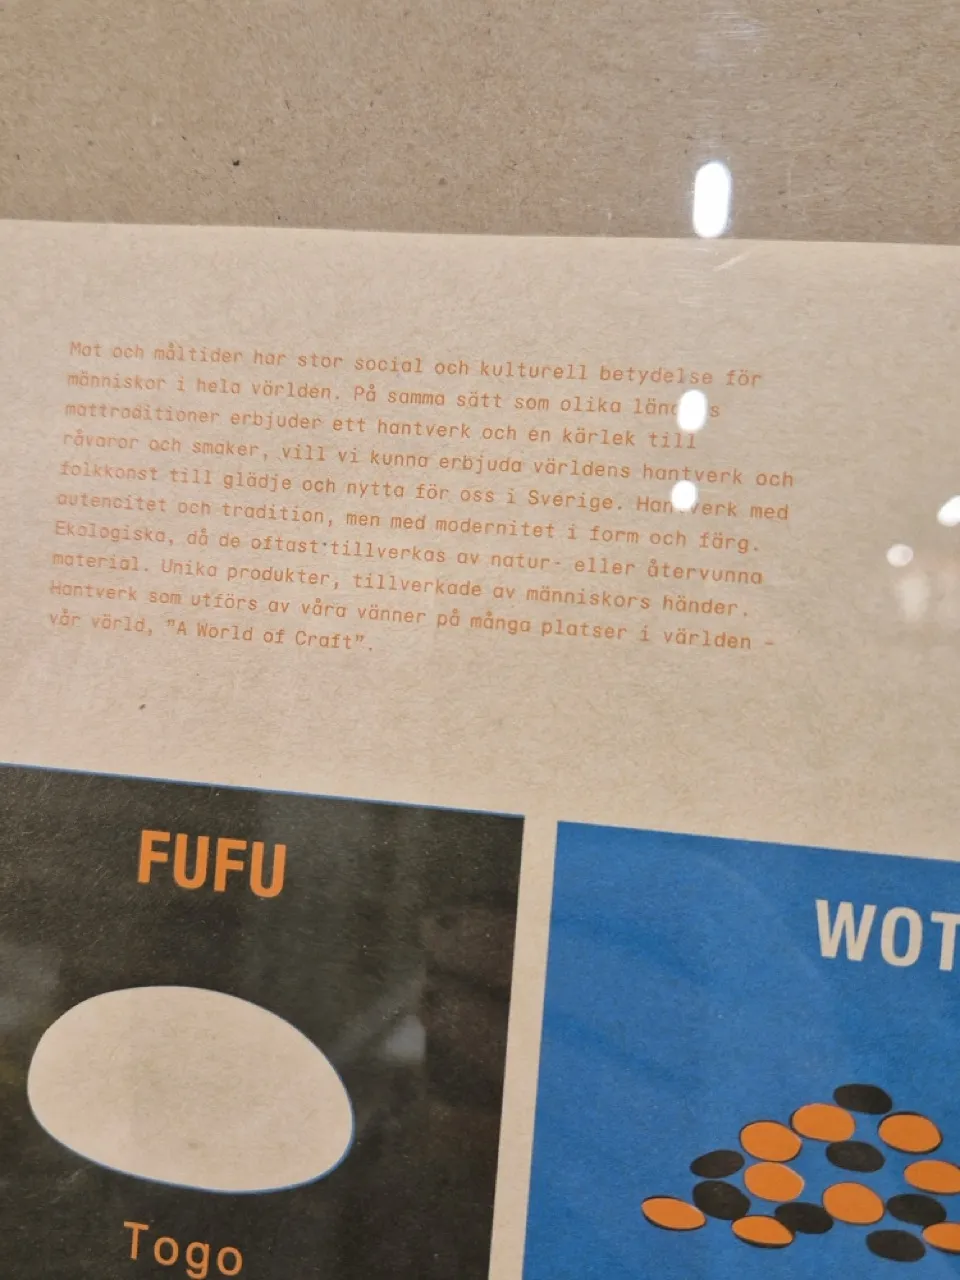 Mat och måltider har stor social och kulturell betydelse för
människor i hela världen. På samma sätt som olika länders
mattraditioner erbjuder ett hantverk och en kärlek till
råvaror och smaker, vill vi kunna erbjuda världens hantverk och
folkkonst till glädje och nytta för oss i Sverige. Hantverk med
autencitet och tradition, men med modernitet i form och färg.
Ekologiska, då de oftast tillverkas av natur- eller återvunna
material. Unika produkter, tillverkade av människors händer.
Hantverk som utförs av våra vänner på många platser i världen -
vår värld, "A World of Craft".
FUFU
WOT
Togo